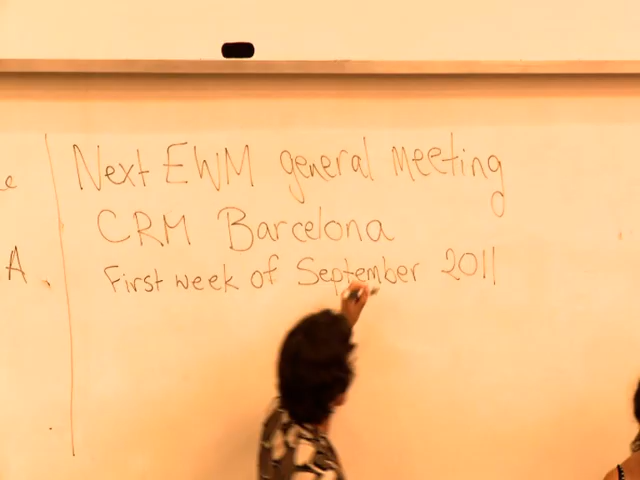 Next EWM general meeting
CRM Barcelona
First week of September 2011
A